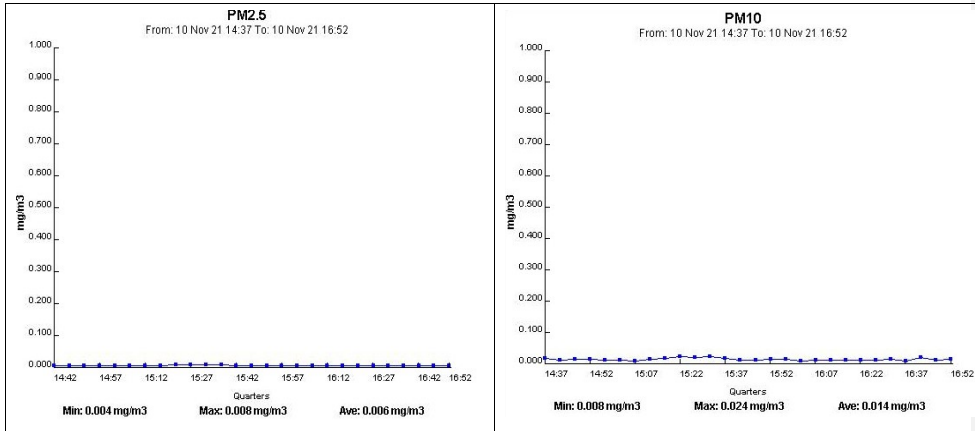 PM2.5
From: 10 Nov 21 14:37 To: 10 Nov 21 16:52
1.000
0.900
0.800
0.700
0.600
0.500
0.400
0.300
0.200
0.100
0.000
mg/m3
14:42 14:57 15:12 15:27 15:42 15:57 16:12 16:27 16:42 16:52
Quarters
Min: 0.004 mg/m3 Max: 0.008 mg/m3 Ave: 0.006 mg/m3
PM10
From: 10 Nov 21 14:37 To: 10 Nov 21 16:52
1.000
0.900
0.800
0.700
0.600
0.500
0.400
0.300
0.200
0.100
0.000
mg/m3
14:37 14:52 15:07 15:22 15:37 15:52 16:07 16:22 16:37 16:52
Quarters
Min: 0.008 mg/m3 Max: 0.024 mg/m3 Ave: 0.014 mg/m3